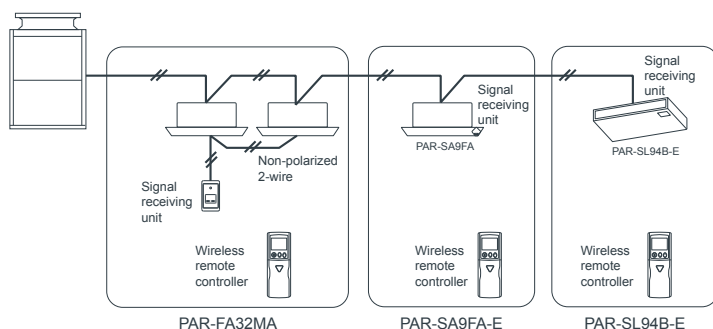 Signal
receiving
unit
Signal
receiving
unit
PAR-SA9FA
PAR-SL94B-E
Non-polarized
2-wire
Signal
receiving
unit
Wireless
remote
controller
Wireless
remote
controller
Wireless
remote
controller
PAR-FA32MA
PAR-SA9FA-E
PAR-SL94B-E